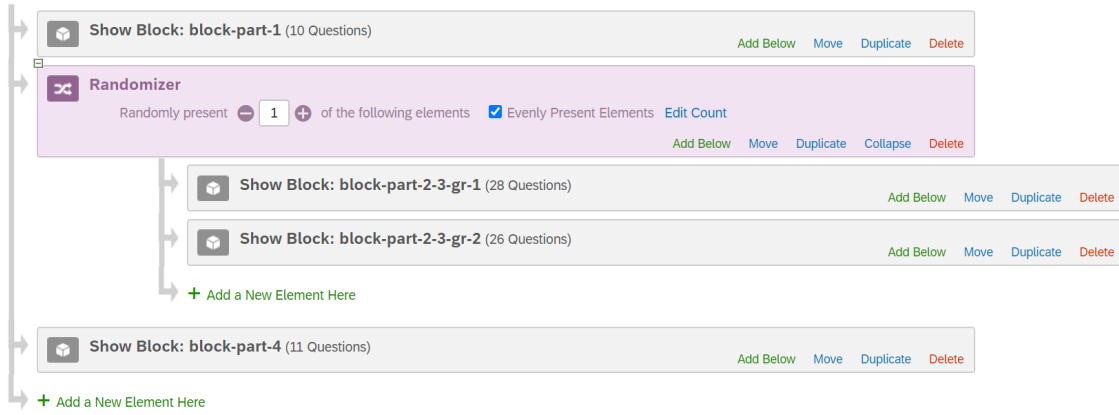 Show Block: block-part-1 (10 Questions)
Add Below Move Duplicate Delete
Randomizer
Randomly present 1 of the following elements Evenly Present Elements Edit Count
Add Below Move Duplicate Collapse Delete
Show Block: block-part-2-3-gr-1 (28 Questions)
Add Below Move Duplicate Delete
Show Block: block-part-2-3-gr-2 (26 Questions)
Add Below Move Duplicate Delete
+ Add a New Element Here
Show Block: block-part-4 (11 Questions)
Add Below Move Duplicate Delete
+ Add a New Element Here